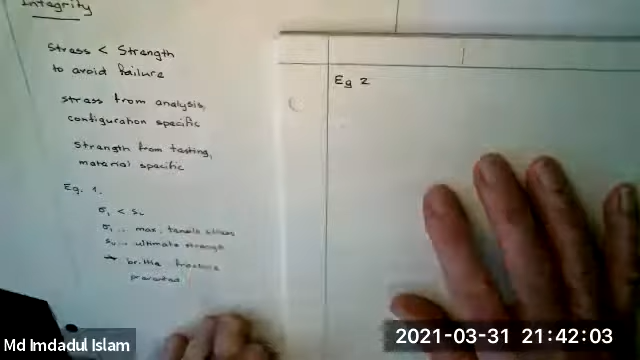 Integrity
Stress < Strength
to avoid failure
stress from analysis,
configuration specific
Strength from testing,
material specific
Eg. 1.
σ₁ < Su
σ₁ .. max. tensile stress
Su .. ultimate strength
→ brittle fracture
prevented
Eg 2
Md Imdadul Islam
2021-03-31 21:42:03